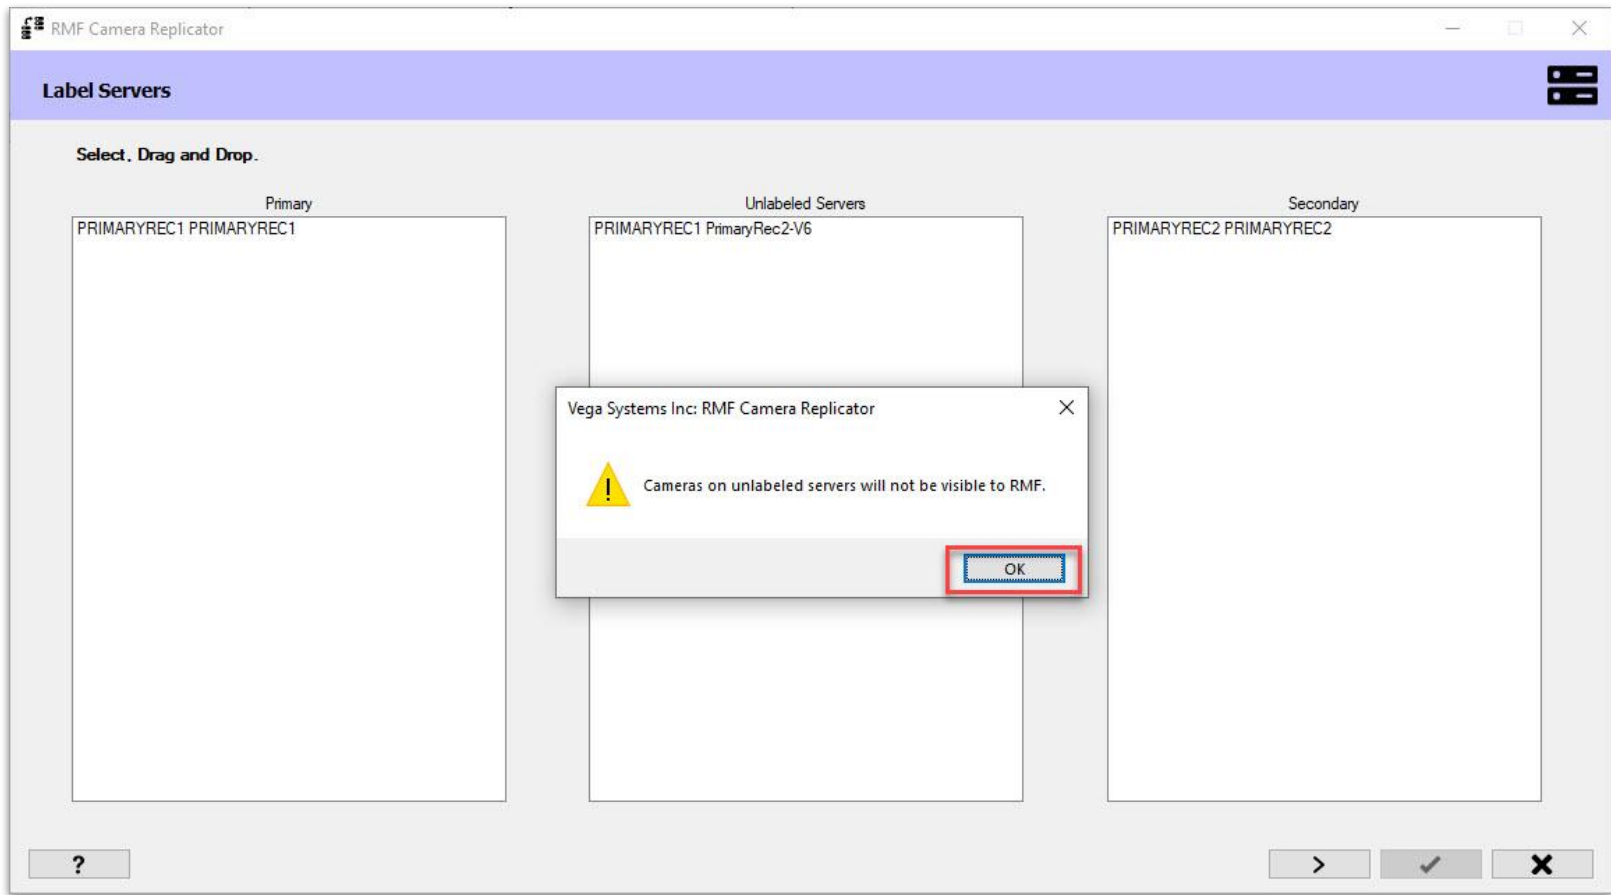 RMF Camera Replicator
Label Servers
Select, Drag and Drop.
Primary
Unlabeled Servers
Secondary
PRIMARYREC1 PRIMARYREC1
PRIMARYREC1 PrimaryRec2-V6
PRIMARYREC2 PRIMARYREC2
Vega Systems Inc: RMF Camera Replicator
Cameras on unlabeled servers will not be visible to RMF.
OK
?
>